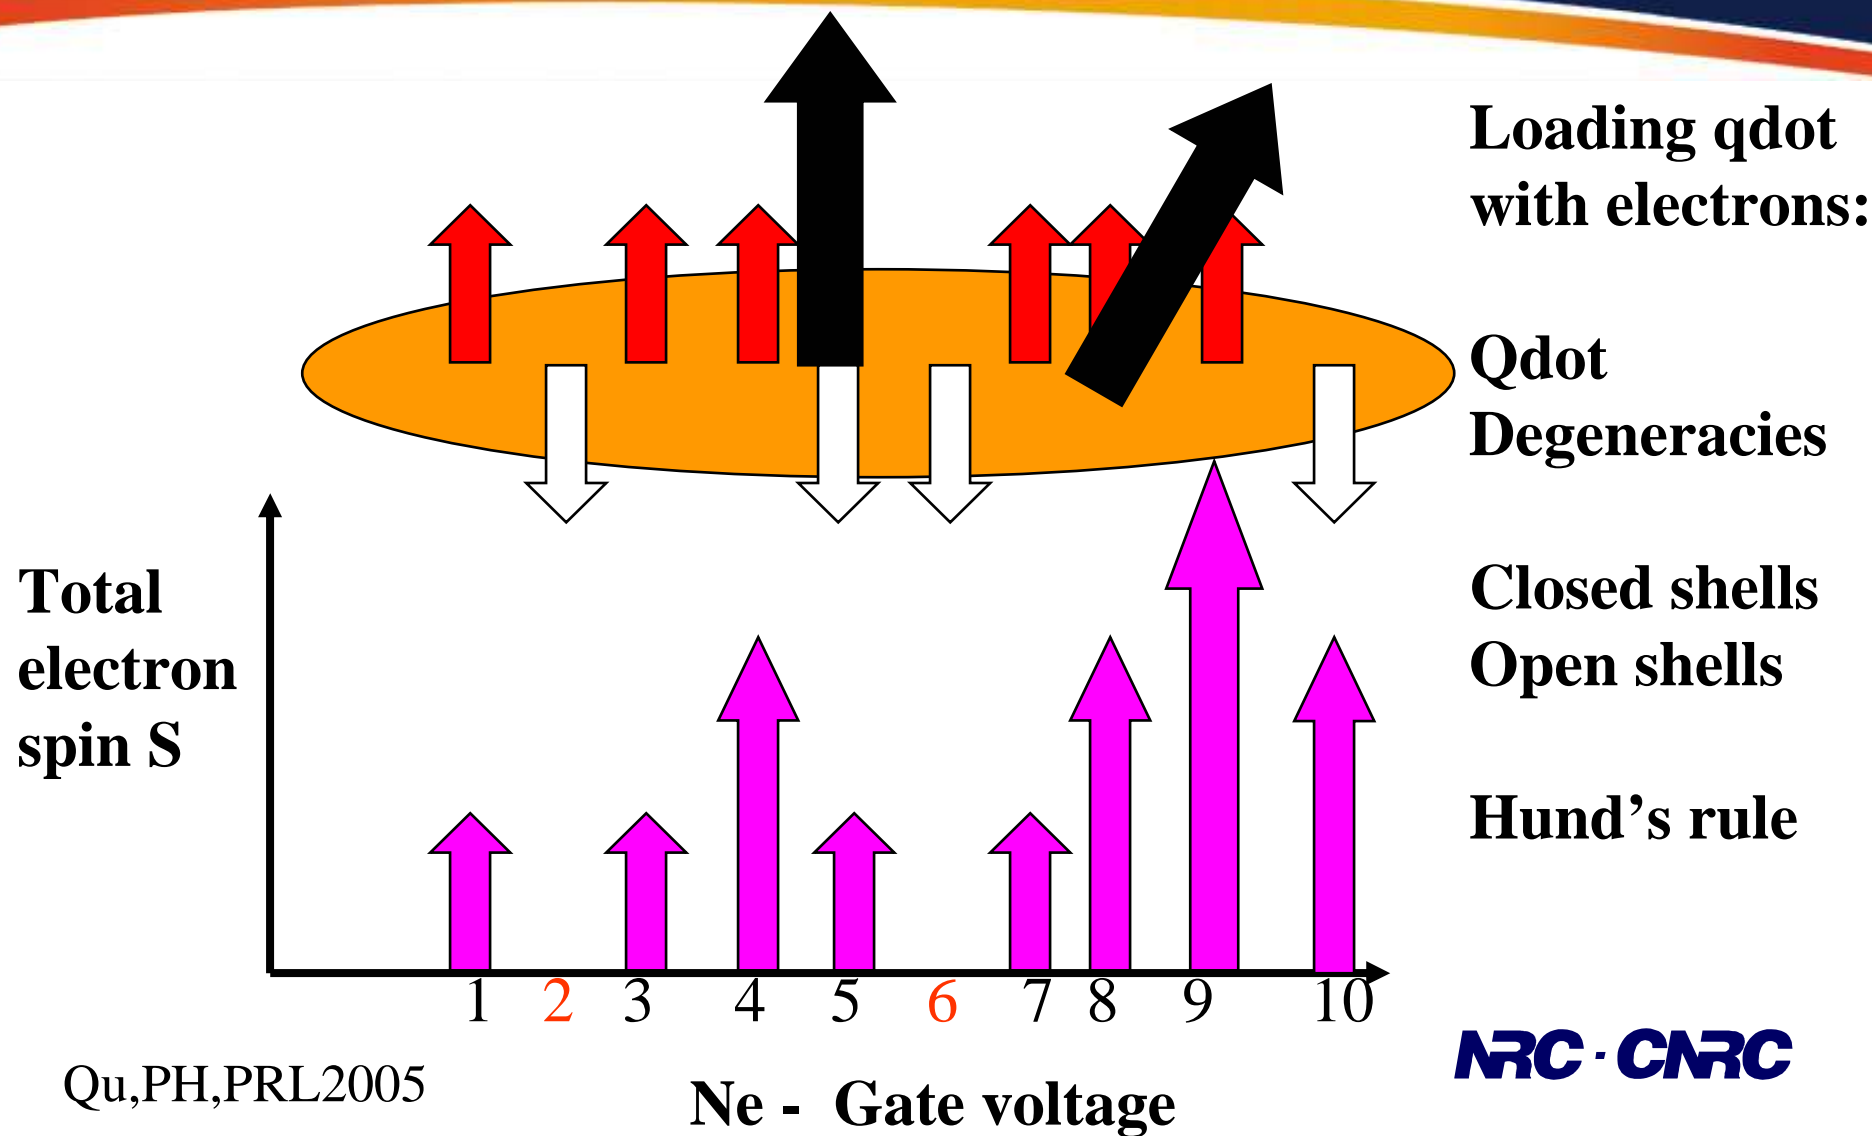 Loading qdot
with electrons:
Qdot
Degeneracies
Closed shells
Open shells
Hund’s rule
Total
electron
spin S
1 2 3 4 5 6 7 8 9 10
Ne - Gate voltage
Qu,PH,PRL2005
NRC · CNRC